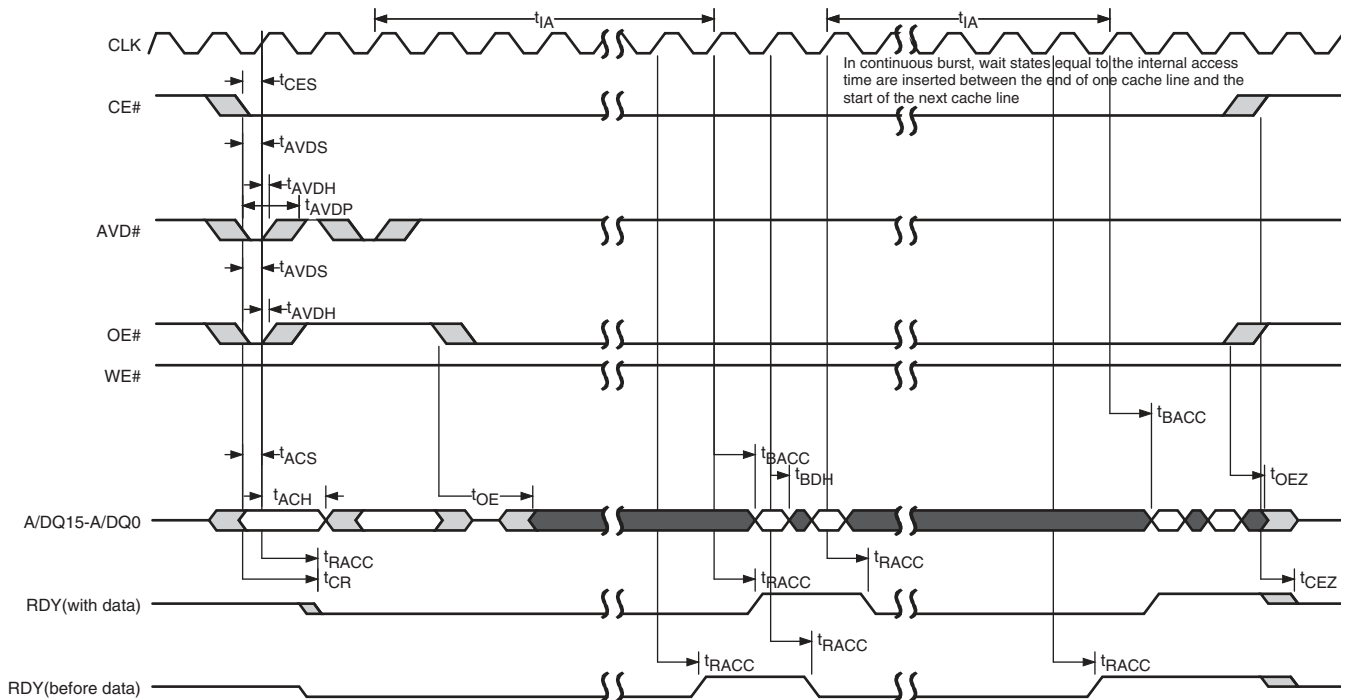 tIA
tIA
CLK
In continuous burst, wait states equal to the internal access
time are inserted between the end of one cache line and the
start of the next cache line
tCES
CE#
tAVDS
tAVDH
tAVDP
AVD#
tAVDS
tAVDH
OE#
WE#
tBACC
tACS
tBACC
tBDH
tOEZ
tACH
tOE
A/DQ15-A/DQ0
tRACC
tRACC
tCR
tRACC
tCEZ
RDY(with data)
tRACC
tRACC
tRACC
RDY(before data)